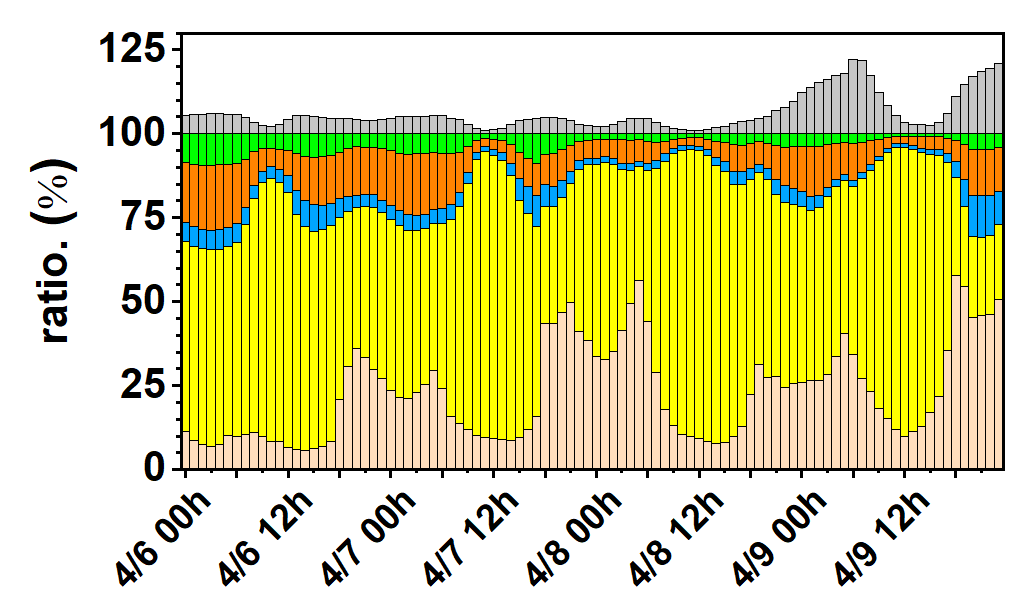 125
100
75
50
25
0
ratio. (%)
4/6 00h
4/6 12h
4/7 00h
4/7 12h
4/8 00h
4/8 12h
4/9 00h
4/9 12h